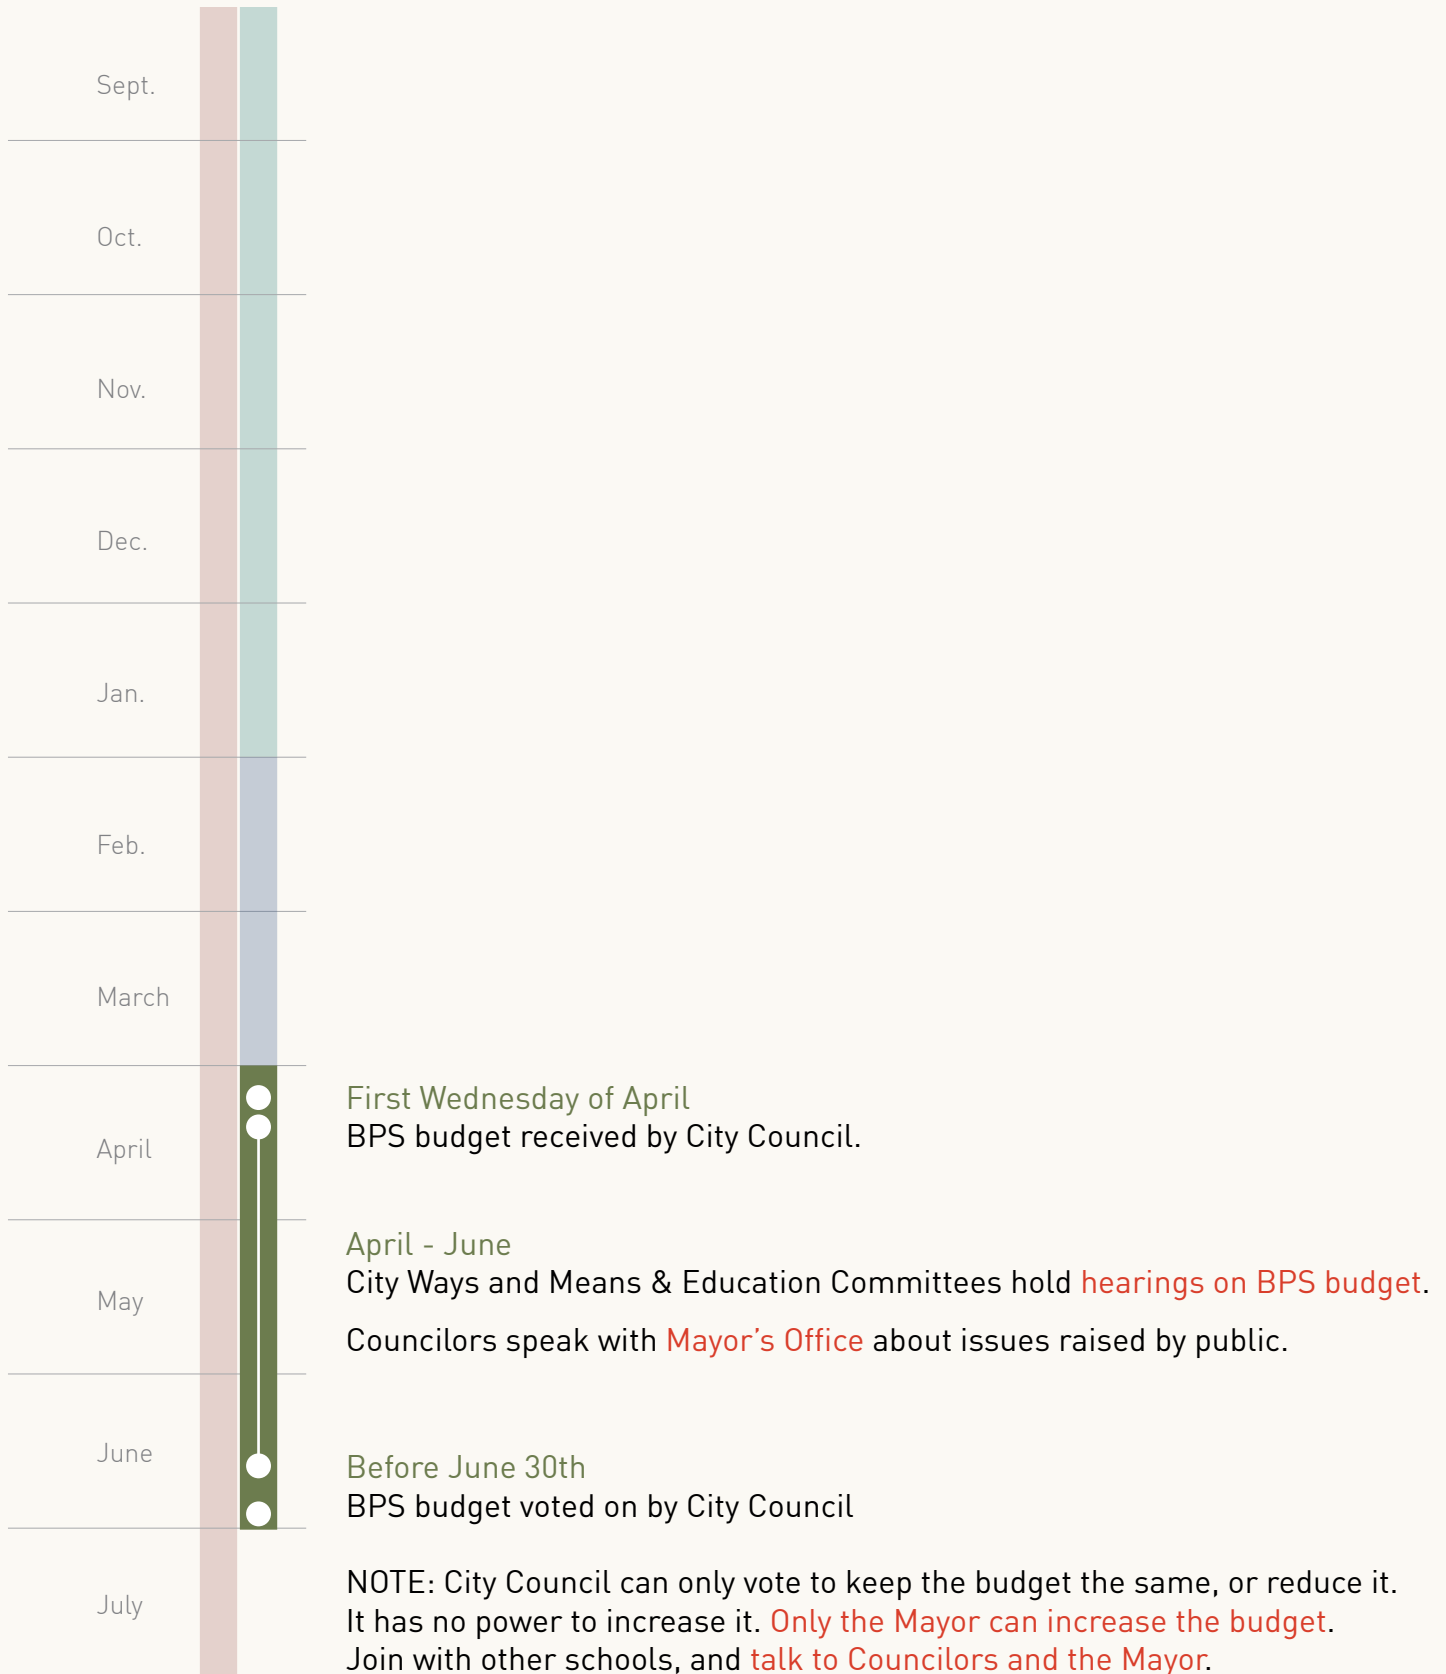 Sept.
Oct.
Nov.
Dec.
Jan.
Feb.
March
April
May
June
July
First Wednesday of April
BPS budget received by City Council.
April - June
City Ways and Means & Education Committees hold hearings on BPS budget.
Councilors speak with Mayor’s Office about issues raised by public.
Before June 30th
BPS budget voted on by City Council
NOTE: City Council can only vote to keep the budget the same, or reduce it.
It has no power to increase it. Only the Mayor can increase the budget.
Join with other schools, and talk to Councilors and the Mayor.